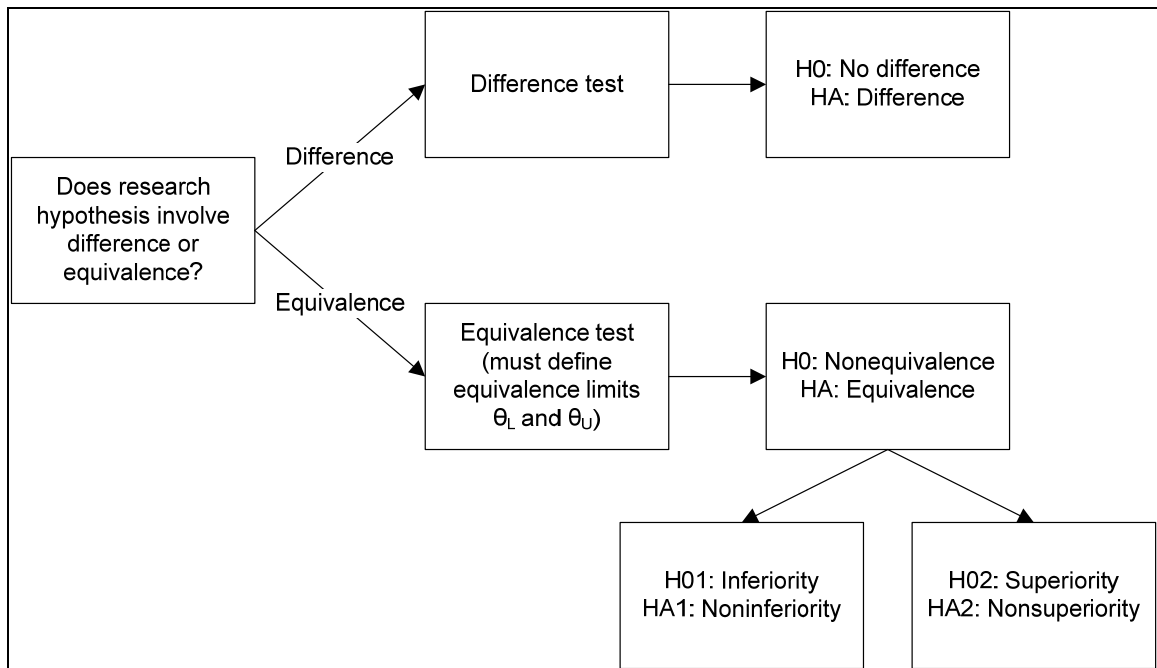 Does research
hypothesis involve
difference or
equivalence?
Difference
Difference test
H0: No difference
HA: Difference
Equivalence
Equivalence test
(must define
equivalence limits
θL and θU)
H0: Nonequivalence
HA: Equivalence
H01: Inferiority
HA1: Noninferiority
H02: Superiority
HA2: Nonsuperiority